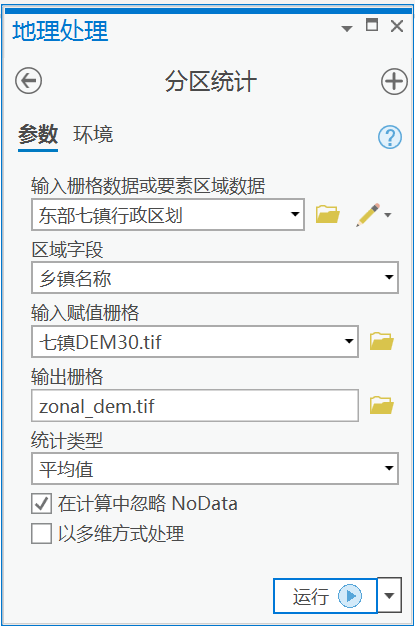 地理处理
分区统计
参数 环境
输入栅格数据或要素区域数据
东部七镇行政区划
区域字段
乡镇名称
输入赋值栅格
七镇DEM30.tif
输出栅格
zonal_dem.tif
统计类型
平均值
在计算中忽略 NoData
以多维方式处理
运行